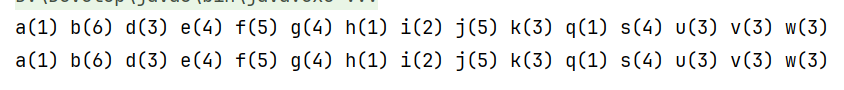 a(1) b(6) d(3) e(4) f(5) g(4) h(1) i(2) j(5) k(3) q(1) s(4) u(3) v(3) w(3)
a(1) b(6) d(3) e(4) f(5) g(4) h(1) i(2) j(5) k(3) q(1) s(4) u(3) v(3) w(3)